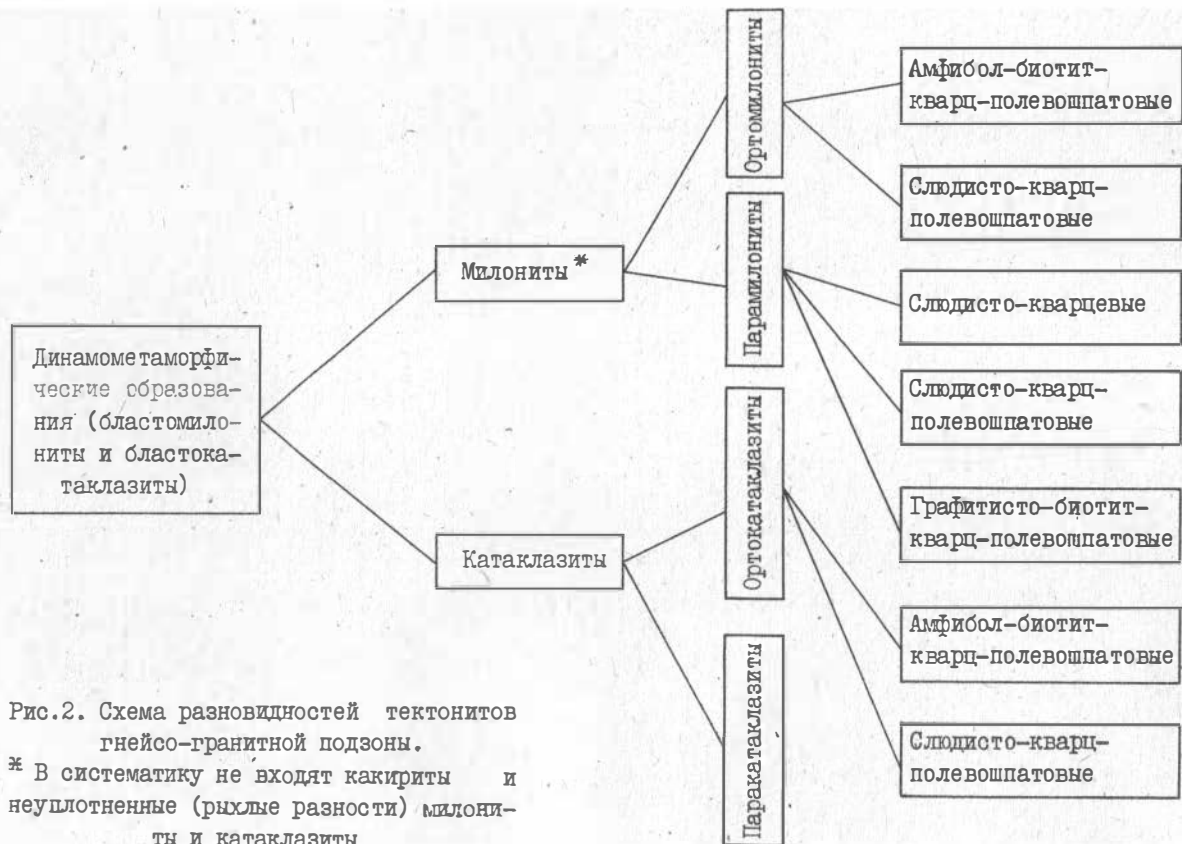 Динамометаморфи-
ческие образова-
ния (бластомило-
ниты и бластока-
таклазиты)
Милониты*
Катаклазиты
Ортомилониты
Парамилониты
Ортокатаклазиты
Паракатаклазиты
Амфибол-биотит-
кварц-полевошпатовые
Слюдисто-кварц-
полевошпатовые
Слюдисто-кварцевые
Слюдисто-кварц-
полевошпатовые
Графитисто-биотит-
кварц-полевошпатовые
Амфибол-биотит-
кварц-полевошпатовые
Слюдисто-кварц-
полевошпатовые
Рис.2. Схема разновидностей тектонитов
гнейсо-гранитной подзоны.
* В систематику не входят какириты и
неуплотненные (рыхлые разности) милони-
ты и катаклазиты